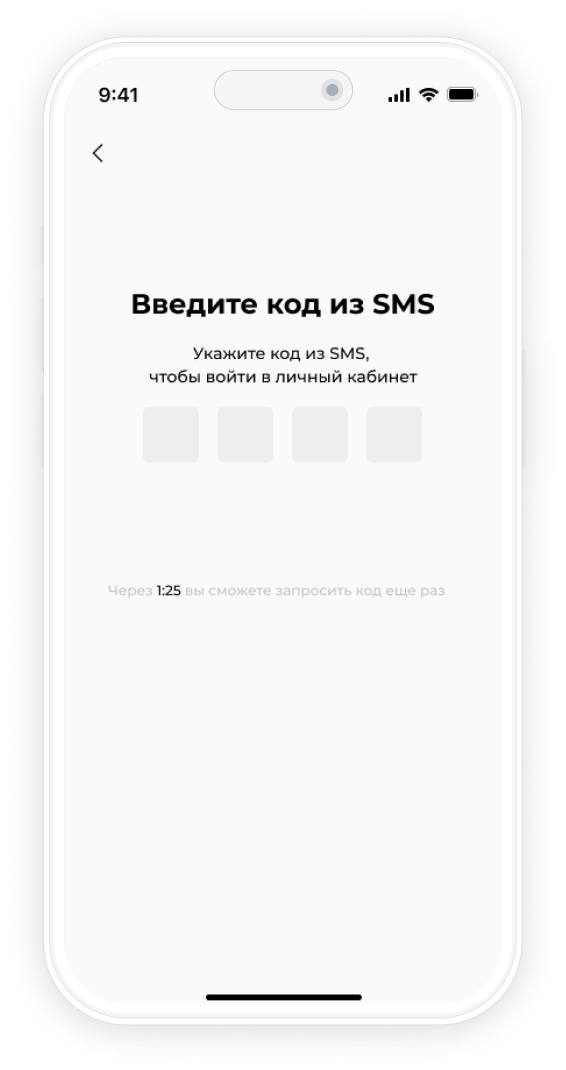 9:41
Введите код из SMS
Укажите код из SMS,
чтобы войти в личный кабинет
Через 1:25 вы сможете запросить код еще раз